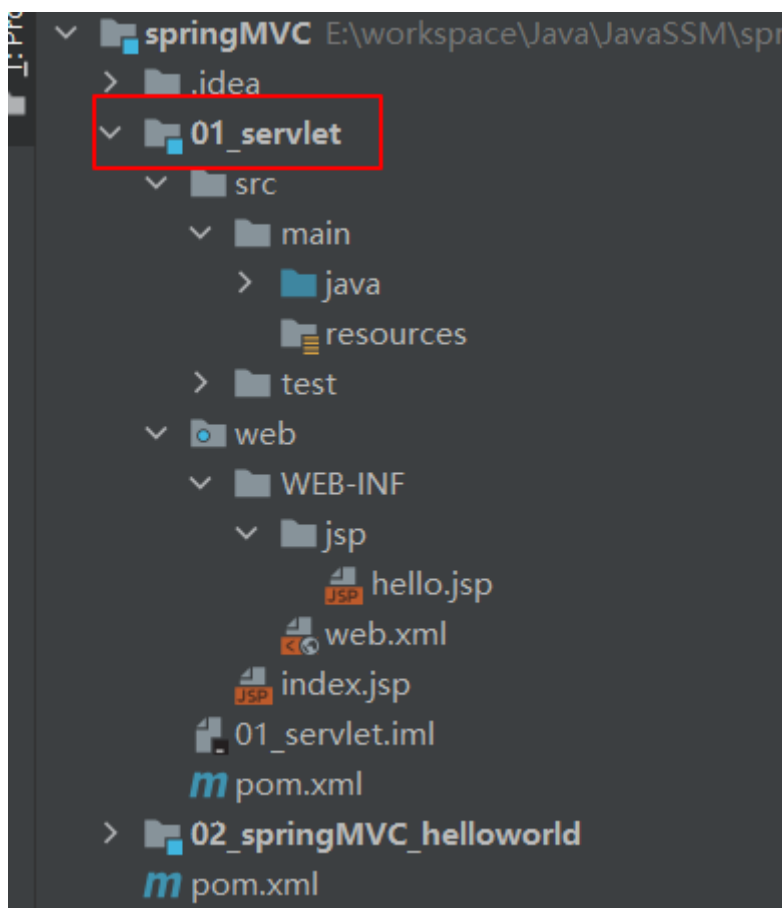 springMVC E:\workspace\Java\JavaSSM\spr
.idea
01_servlet
src
main
java
resources
test
web
WEB-INF
jsp
hello.jsp
web.xml
index.jsp
01_servlet.iml
pom.xml
02_springMVC_helloworld
pom.xml